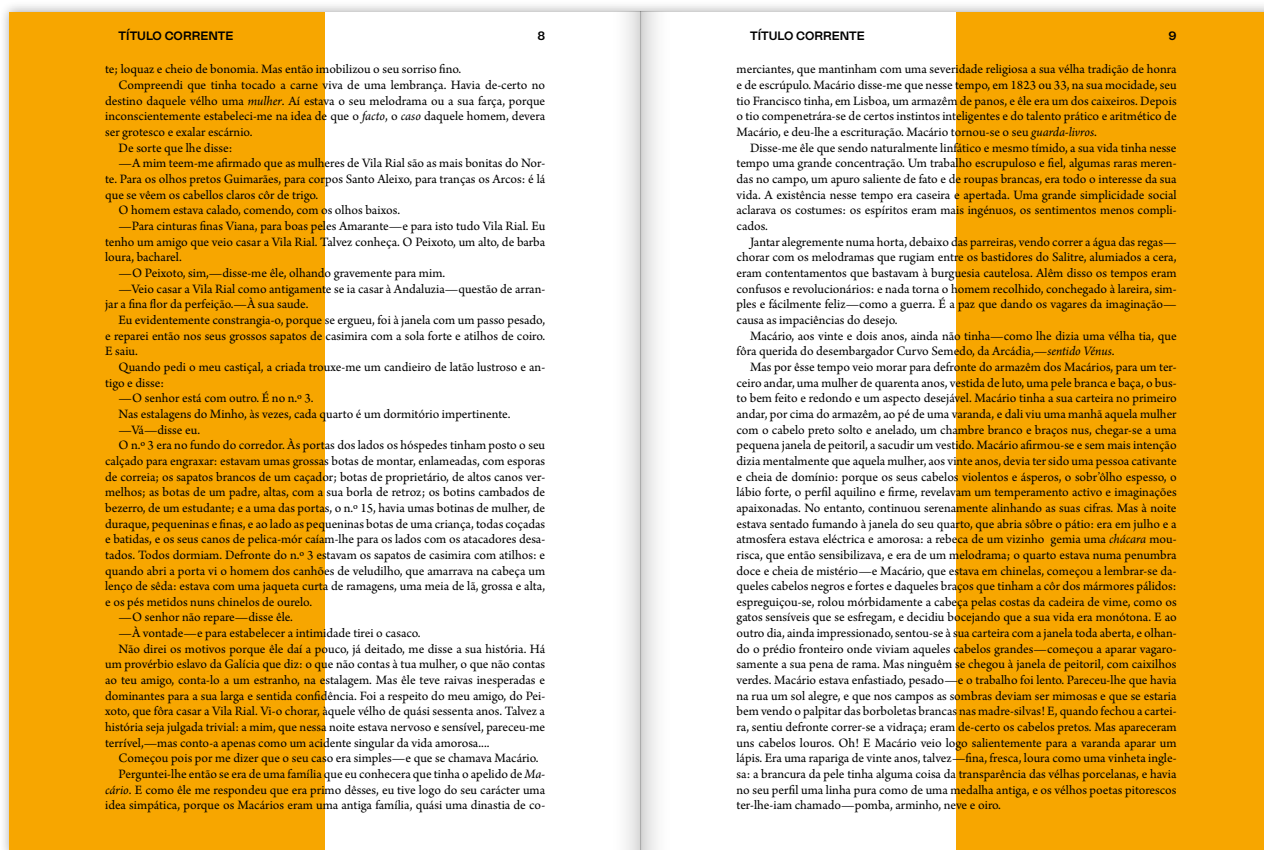 TÍTULO CORRENTE 8
te; loquaz e cheio de bonomia. Mas então imobilizou o seu sorriso fino.
Compreendi que tinha tocado a carne viva de uma lembrança. Havia de-certo no
destino daquele vélho uma mulher. Aí estava o seu melodrama ou a sua farça, porque
inconscientemente estabeleci-me na idea de que o facto, o caso daquele homem, devera
ser grotesco e exalar escárnio.
De sorte que lhe disse:
—A mim teem-me afirmado que as mulheres de Vila Rial são as mais bonitas do Nor-
te. Para os olhos pretos Guimarães, para corpos Santo Aleixo, para tranças os Arcos: é lá
que se vêem os cabellos claros côr de trigo.
O homem estava calado, comendo, com os olhos baixos.
—Para cinturas finas Viana, para boas peles Amarante—e para isto tudo Vila Rial. Eu
tenho um amigo que veio casar a Vila Rial. Talvez conheça. O Peixoto, um alto, de barba
loura, bacharel.
—O Peixoto, sim,—disse-me êle, olhando gravemente para mim.
—Veio casar a Vila Rial como antigamente se ia casar à Andaluzia—questão de arran-
jar a fina flor da perfeição.—À sua saude.
Eu evidentemente constrangia-o, porque se ergueu, foi à janela com um passo pesado,
e reparei então nos seus grossos sapatos de casimira com a sola forte e atilhos de coiro.
E saiu.
Quando pedi o meu castiçal, a criada trouxe-me um candieiro de latão lustroso e an-
tigo e disse:
—O senhor está com outro. É no n.º 3.
Nas estalagens do Minho, às vezes, cada quarto é um dormitório impertinente.
—Vá—disse eu.
O n.º 3 era no fundo do corredor. Às portas dos lados os hóspedes tinham posto o seu
calçado para engraxar: estavam umas grossas botas de montar, enlameadas, com esporas
de correia; os sapatos brancos de um caçador; botas de proprietário, de altos canos ver-
melhos; as botas de um padre, altas, com a sua borla de retroz; os botins cambados de
bezerro, de um estudante; e a uma das portas, o n.º 15, havia umas botinas de mulher, de
duraque, pequeninas e finas, e ao lado as pequeninas botas de uma criança, todas coçadas
e batidas, e os seus canos de pelica-mór caíam-lhe para os lados com os atacadores desa-
tados. Todos dormiam. Defronte do n.º 3 estavam os sapatos de casimira com atilhos: e
quando abri a porta vi o homem dos canhões de veludilho, que amarrava na cabeça um
lenço de sêda: estava com uma jaqueta curta de ramagens, uma meia de lã, grossa e alta,
e os pés metidos nuns chinelos de ourelo.
—O senhor não repare—disse êle.
—À vontade—e para estabelecer a intimidade tirei o casaco.
Não direi os motivos porque êle daí a pouco, já deitado, me disse a sua história. Há
um provérbio eslavo da Galícia que diz: o que não contas à tua mulher, o que não contas
ao teu amigo, conta-lo a um estranho, na estalagem. Mas êle teve raivas inesperadas e
dominantes para a sua larga e sentida confidência. Foi a respeito do meu amigo, do Pei-
xoto, que fôra casar a Vila Rial. Vi-o chorar, àquele vélho de quási sessenta anos. Talvez a
história seja julgada trivial: a mim, que nessa noite estava nervoso e sensível, pareceu-me
terrível,—mas conto-a apenas como um acidente singular da vida amorosa....
Começou pois por me dizer que o seu caso era simples—e que se chamava Macário.
Perguntei-lhe então se era de uma família que eu conhecera que tinha o apelido de Ma-
cário. E como êle me respondeu que era primo dêsses, eu tive logo do seu carácter uma
idea simpática, porque os Macários eram uma antiga família, quási uma dinastia de co-
TÍTULO CORRENTE 9
merciantes, que mantinham com uma severidade religiosa a sua vélha tradição de honra
e de escrúpulo. Macário disse-me que nesse tempo, em 1823 ou 33, na sua mocidade, seu
tio Francisco tinha, em Lisboa, um armazêm de panos, e êle era um dos caixeiros. Depois
o tio compenetrára-se de certos instintos inteligentes e do talento prático e aritmético de
Macário, e deu-lhe a escrituração. Macário tornou-se o seu guarda-livros.
Disse-me êle que sendo naturalmente linfático e mesmo tímido, a sua vida tinha nesse
tempo uma grande concentração. Um trabalho escrupuloso e fiel, algumas raras meren-
das no campo, um apuro saliente de fato e de roupas brancas, era todo o interesse da sua
vida. A existência nesse tempo era caseira e apertada. Uma grande simplicidade social
aclarava os costumes: os espíritos eram mais ingénuos, os sentimentos menos compli-
cados.
Jantar alegremente numa horta, debaixo das parreiras, vendo correr a água das regas—
chorar com os melodramas que rugiam entre os bastidores do Salitre, alumiados a cera,
eram contentamentos que bastavam à burguesia cautelosa. Alêm disso os tempos eram
confusos e revolucionários: e nada torna o homem recolhido, conchegado à lareira, sim-
ples e fácilmente feliz—como a guerra. É a paz que dando os vagares da imaginação—
causa as impaciências do desejo.
Macário, aos vinte e dois anos, ainda não tinha—como lhe dizia uma vélha tia, que
fôra querida do desembargador Curvo Semedo, da Arcádia,—sentido Vénus.
Mas por êsse tempo veio morar para defronte do armazêm dos Macários, para um ter-
ceiro andar, uma mulher de quarenta anos, vestida de luto, uma pele branca e baça, o bus-
to bem feito e redondo e um aspecto desejável. Macário tinha a sua carteira no primeiro
andar, por cima do armazêm, ao pé de uma varanda, e dali viu uma manhã aquela mulher
com o cabelo preto solto e anelado, um chambre branco e braços nus, chegar-se a uma
pequena janela de peitoril, a sacudir um vestido. Macário afirmou-se e sem mais intenção
dizia mentalmente que aquela mulher, aos vinte anos, devia ter sido uma pessoa cativante
e cheia de domínio: porque os seus cabelos violentos e ásperos, o sobr'ôlho espesso, o
lábio forte, o perfil aquilino e firme, revelavam um temperamento activo e imaginações
apaixonadas. No entanto, continuou serenamente alinhando as suas cifras. Mas à noite
estava sentado fumando à janela do seu quarto, que abria sôbre o pátio: era em julho e a
atmosfera estava eléctrica e amorosa: a rebeca de um vizinho gemia uma chácara mou-
risca, que então sensibilizava, e era de um melodrama; o quarto estava numa penumbra
doce e cheia de mistério—e Macário, que estava em chinelas, começou a lembrar-se da-
queles cabelos negros e fortes e daqueles braços que tinham a côr dos mármores pálidos:
espreguiçou-se, rolou mórbidamente a cabeça pelas costas da cadeira de vime, como os
gatos sensíveis que se esfregam, e decidiu bocejando que a sua vida era monótona. E ao
outro dia, ainda impressionado, sentou-se à sua carteira com a janela toda aberta, e olhan-
do o prédio fronteiro onde viviam aqueles cabelos grandes—começou a aparar vagaro-
samente a sua pena de rama. Mas ninguêm se chegou à janela de peitoril, com caixilhos
verdes. Macário estava enfastiado, pesado—e o trabalho foi lento. Pareceu-lhe que havia
na rua um sol alegre, e que nos campos as sombras deviam ser mimosas e que se estaria
bem vendo o palpitar das borboletas brancas nas madre-silvas! E, quando fechou a cartei-
ra, sentiu defronte correr-se a vidraça; eram de-certo os cabelos pretos. Mas apareceram
uns cabelos louros. Oh! E Macário veio logo salientemente para a varanda aparar um
lápis. Era uma rapariga de vinte anos, talvez—fina, fresca, loura como uma vinheta ingle-
sa: a brancura da pele tinha alguma coisa da transparência das vélhas porcelanas, e havia
no seu perfil uma linha pura como de uma medalha antiga, e os vélhos poetas pitorescos
ter-lhe-iam chamado—pomba, arminho, neve e oiro.